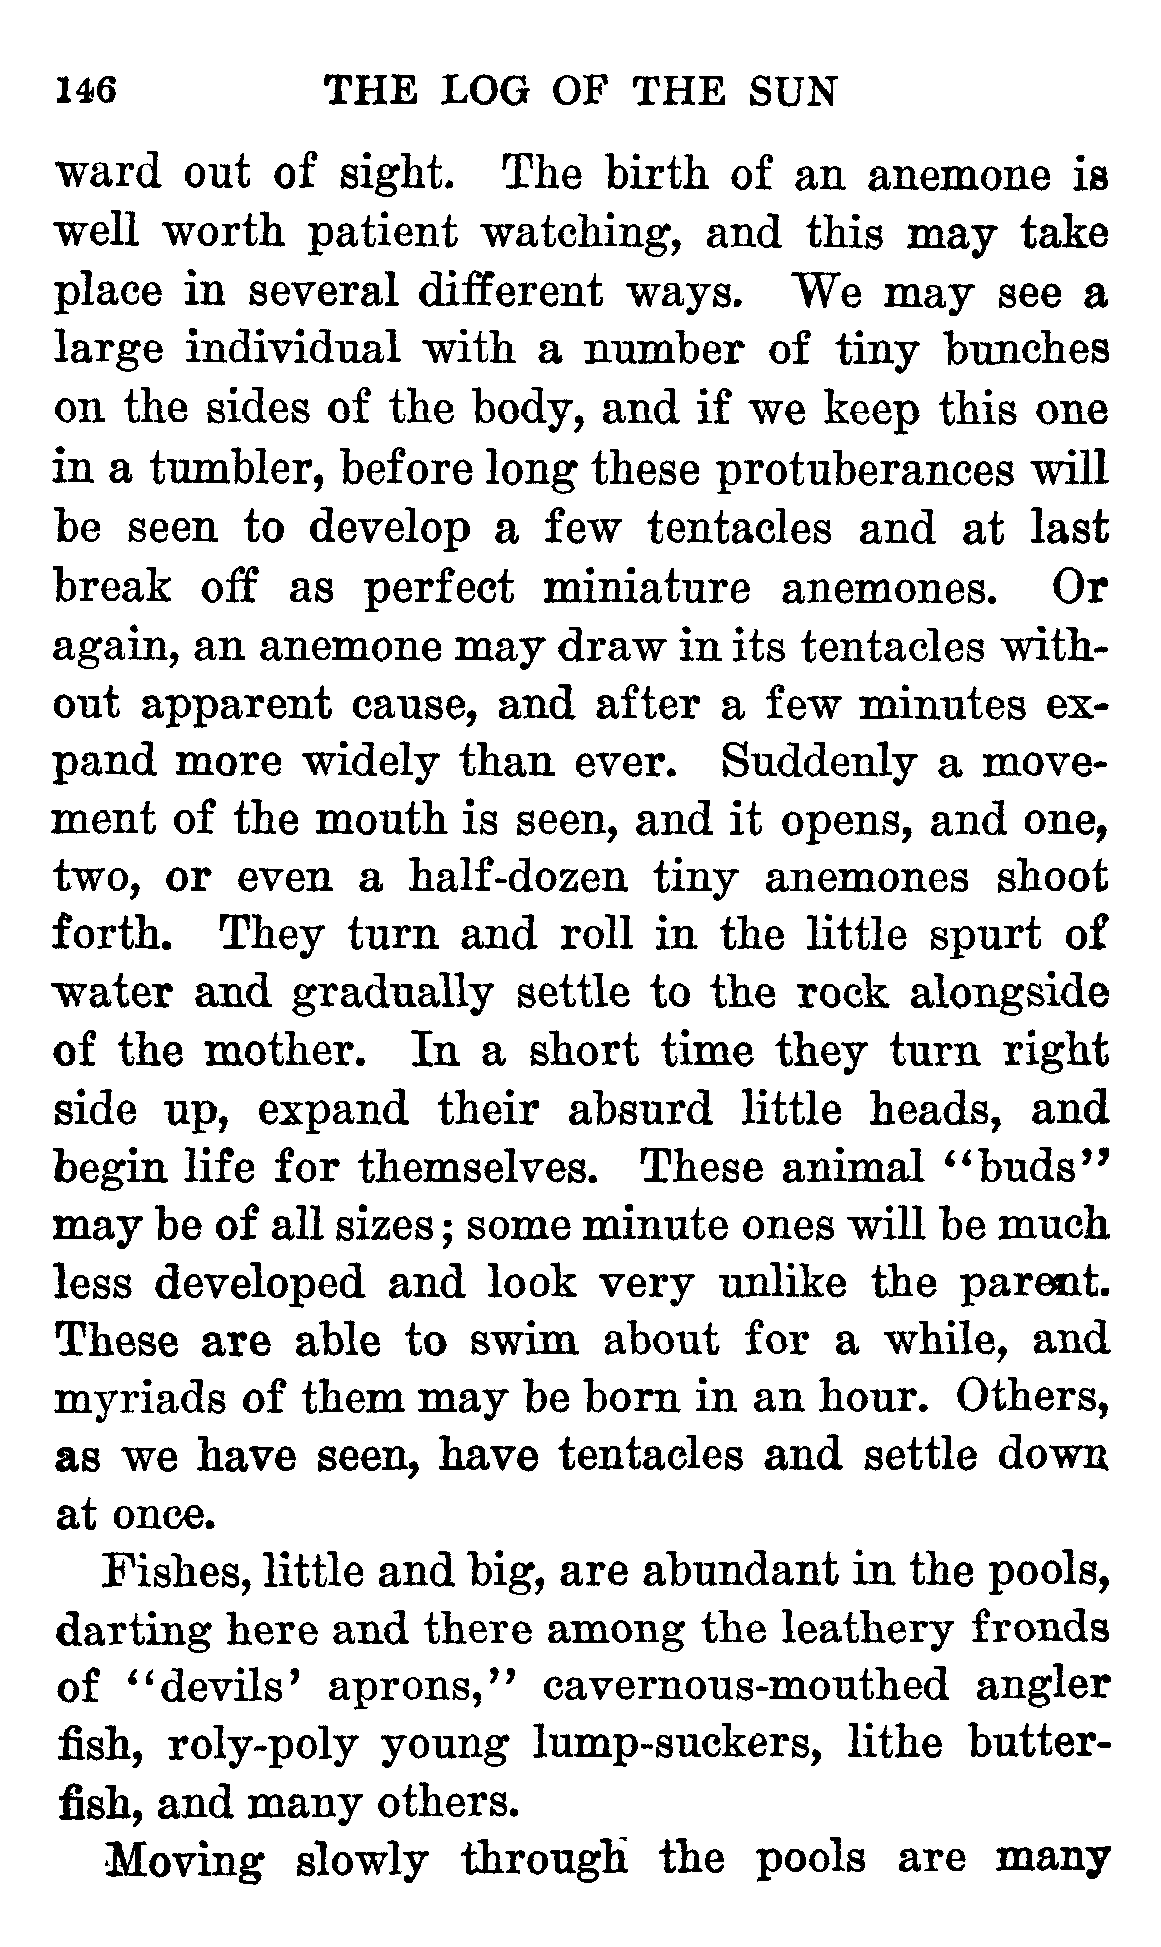 146 THE LOG OF THE SUN
ward out of sight. The birth of an anemone is
well worth patient watching, and this may take
place in several different ways. We may see a
large individual with a number of tiny bunches
on the sides of the body, and if we keep this one
in a tumbler, before long these protuberances will
be seen to develop a few tentacles and at last
break off as perfect miniature anemones. Or
again, an anemone may draw in its tentacles with-
out apparent cause, and after a few minutes ex-
pand more widely than ever. Suddenly a move-
ment of the mouth is seen, and it opens, and one,
two, or even a half-dozen tiny anemones shoot
forth. They turn and roll in the little spurt of
water and gradually settle to the rock alongside
of the mother. In a short time they turn right
side up, expand their absurd little heads, and
begin life for themselves. These animal “buds”
may be of all sizes; some minute ones will be much
less developed and look very unlike the parent.
These are able to swim about for a while, and
myriads of them may be born in an hour. Others,
as we have seen, have tentacles and settle down
at once.
Fishes, little and big, are abundant in the pools,
darting here and there among the leathery fronds
of “devils’ aprons,” cavernous-mouthed angler
fish, roly-poly young lump-suckers, lithe butter-
fish, and many others.
Moving slowly through the pools are many